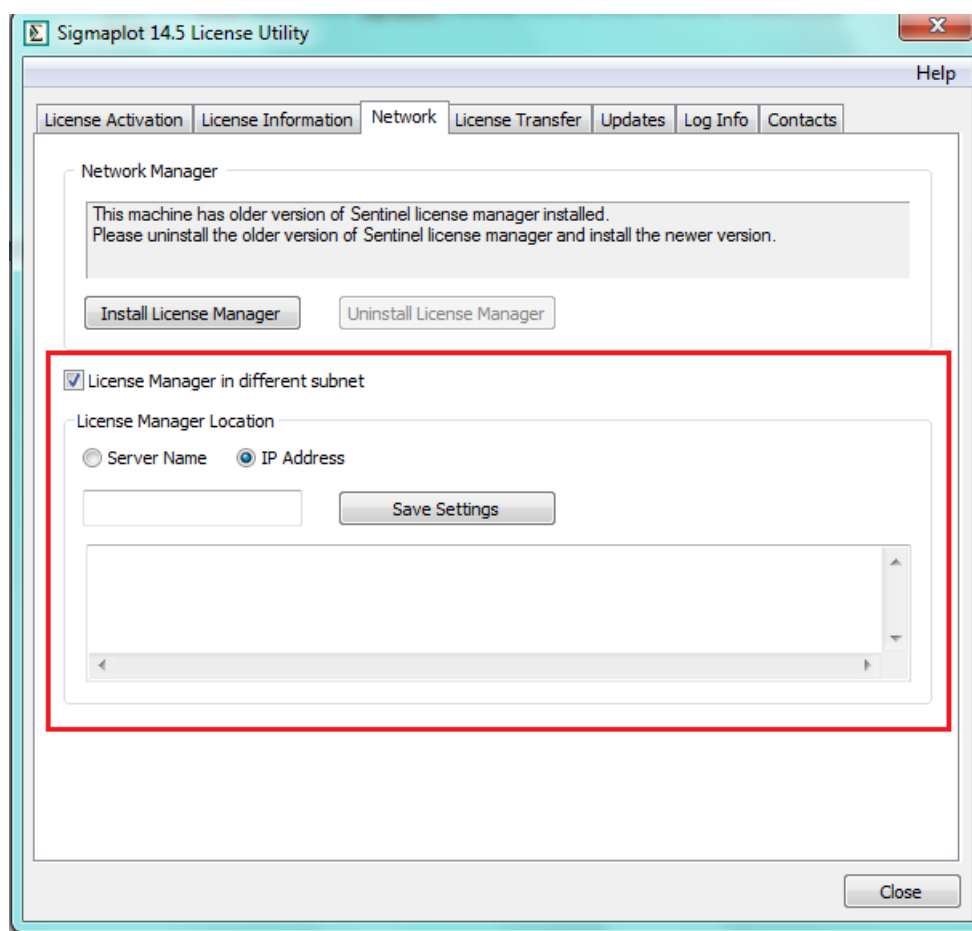 Sigmaplot 14.5 License Utility
Help
License Activation License Information Network License Transfer Updates Log Info Contacts
Network Manager
This machine has older version of Sentinel license manager installed.
Please uninstall the older version of Sentinel license manager and install the newer version.
Install License Manager Uninstall License Manager
License Manager in different subnet
License Manager Location
Server Name IP Address
Save Settings
Close